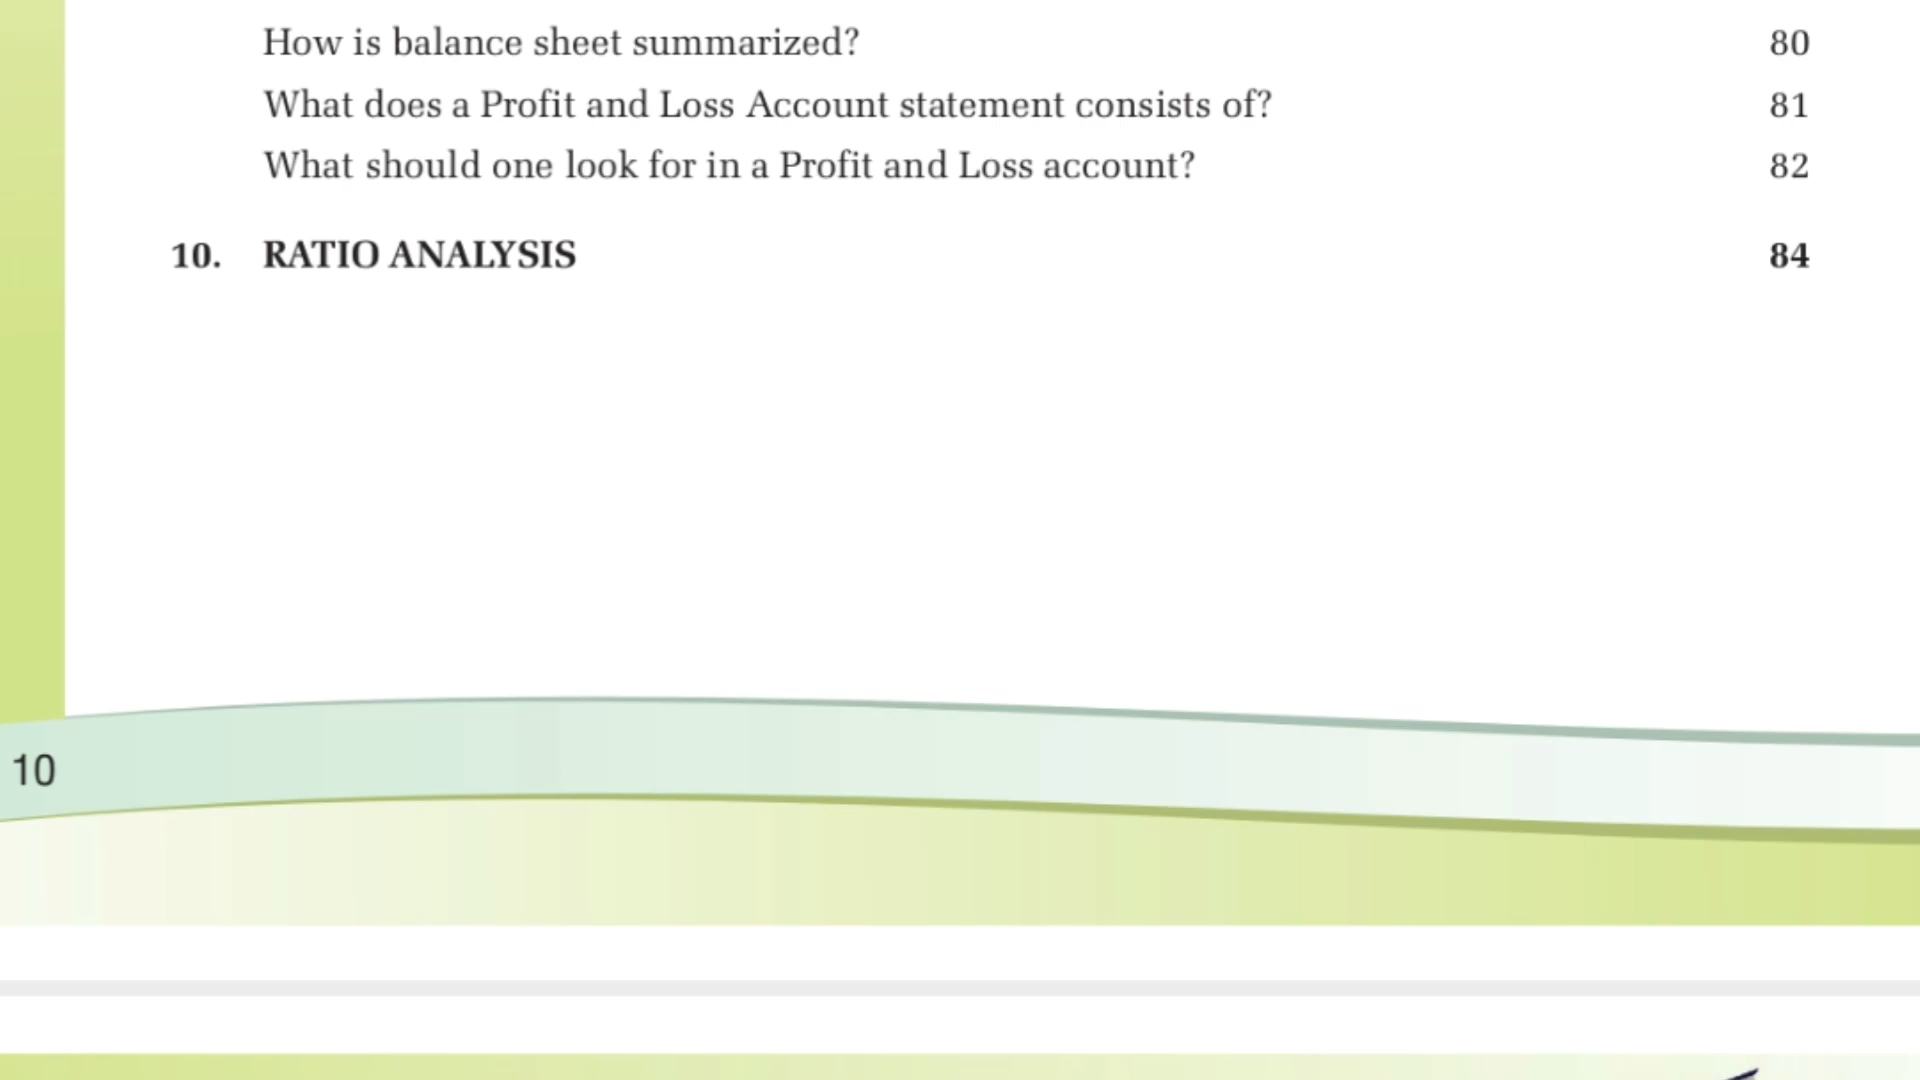 How is balance sheet summarized? 80
What does a Profit and Loss Account statement consists of? 81
What should one look for in a Profit and Loss account? 82
10. RATIO ANALYSIS 84
10